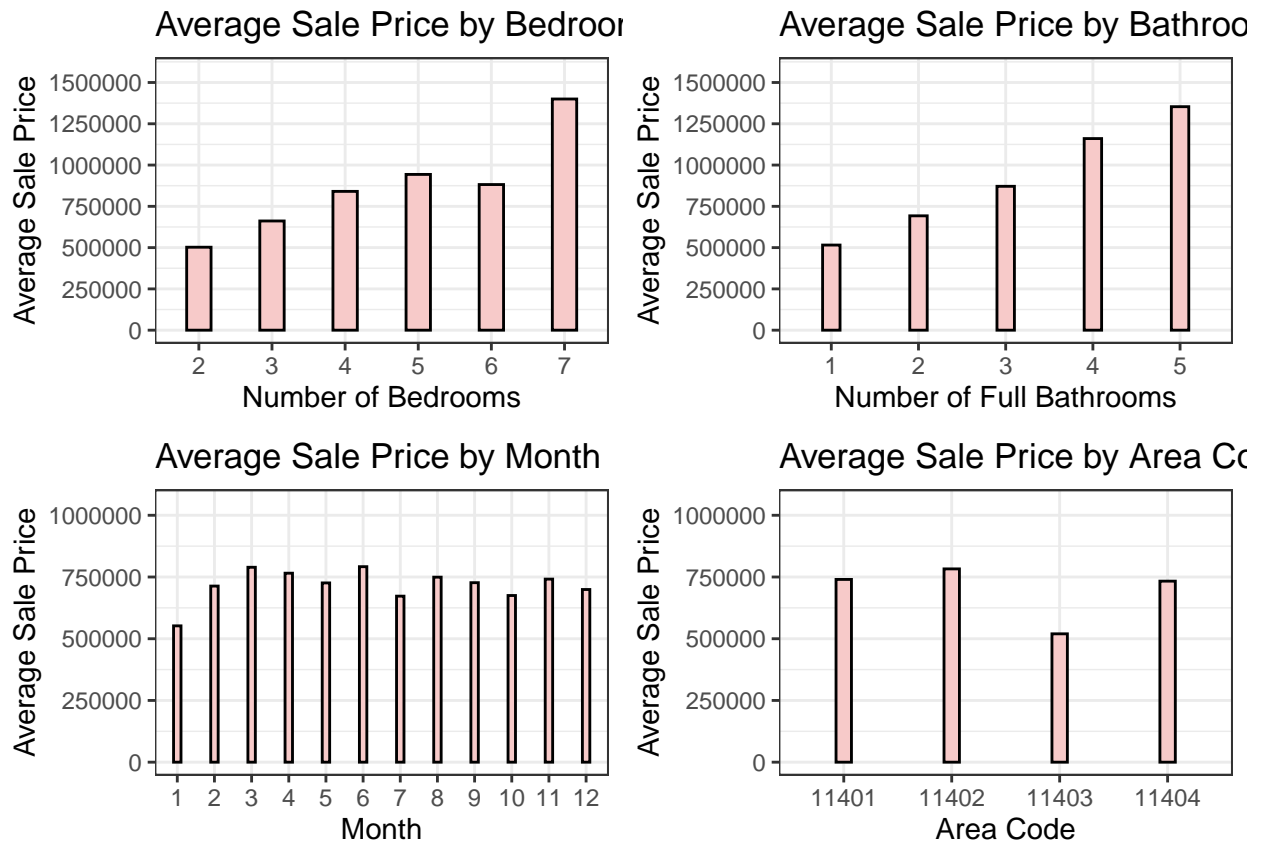 Average Sale Price by Bedroor
Average Sale Price
1500000
1250000
1000000
750000
500000
250000
0
2 3 4 5 6 7
Number of Bedrooms
Average Sale Price by Bathroo
Average Sale Price
1500000
1250000
1000000
750000
500000
250000
0
1 2 3 4 5
Number of Full Bathrooms
Average Sale Price by Month
Average Sale Price
1000000
750000
500000
250000
0
1 2 3 4 5 6 7 8 9 10 11 12
Month
Average Sale Price by Area Co
Average Sale Price
1000000
750000
500000
250000
0
11401 11402 11403 11404
Area Code